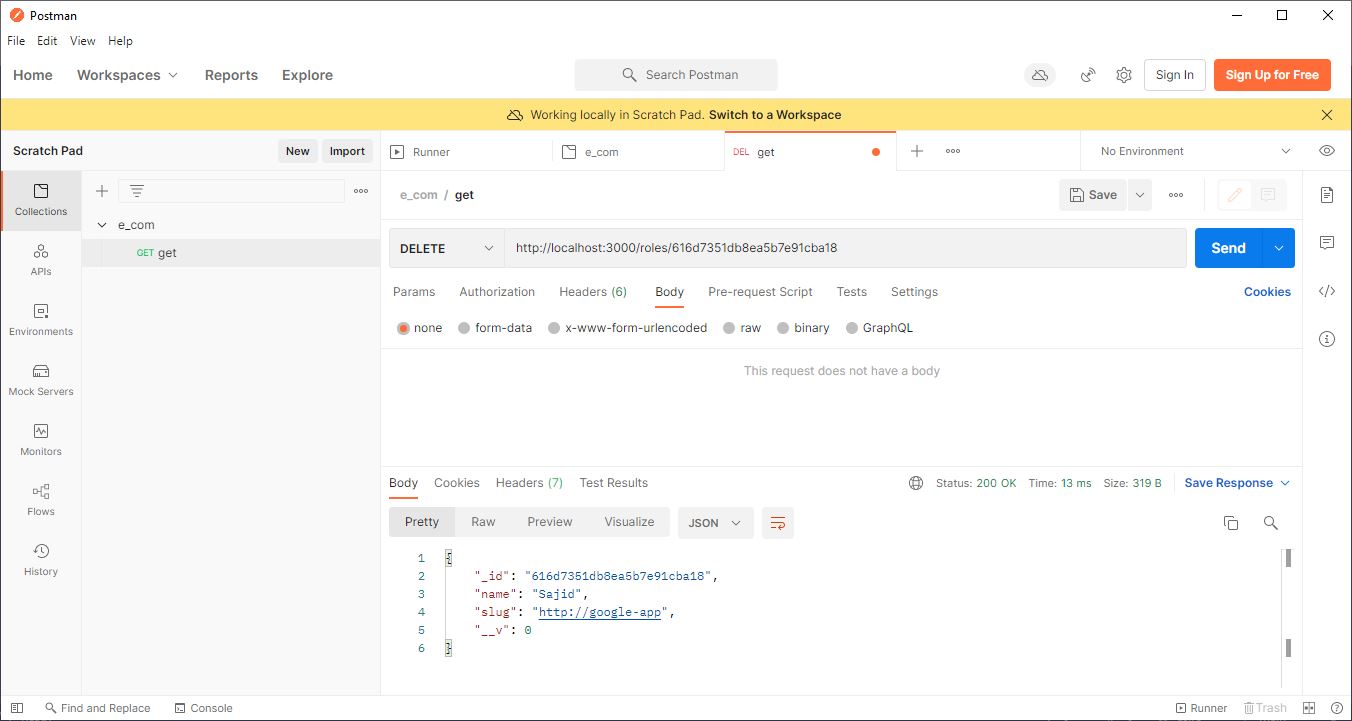 Postman
File Edit View Help
Home Workspaces Reports Explore Search Postman Sign In Sign Up for Free
Working locally in Scratch Pad. Switch to a Workspace
Scratch Pad New Import Runner e_com DEL get No Environment
Collections
APIs
Environments
Mock Servers
Monitors
Flows
History
e_com
GET get
e_com / get Save
DELETE http://localhost:3000/roles/616d7351db8ea5b7e91cba18 Send
Params Authorization Headers (6) Body Pre-request Script Tests Settings Cookies
none form-data x-www-form-urlencoded raw binary GraphQL
This request does not have a body
Body Cookies Headers (7) Test Results Status: 200 OK Time: 13 ms Size: 319 B Save Response
Pretty Raw Preview Visualize JSON
1 {
2 "_id": "616d7351db8ea5b7e91cba18",
3 "name": "Sajid",
4 "slug": "http://google-app",
5 "__v": 0
6 }
Find and Replace Console Runner Trash